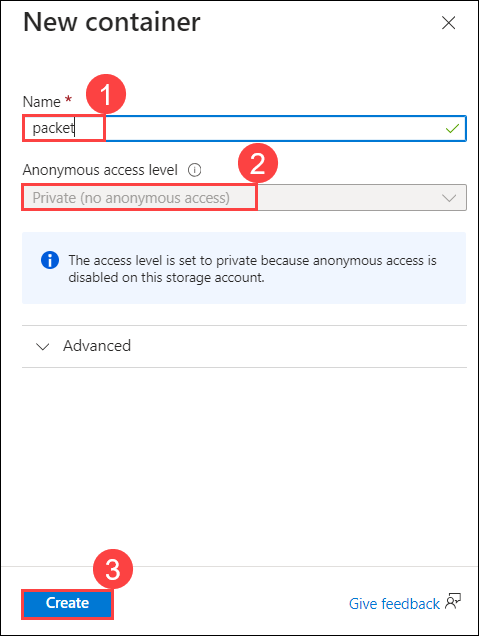 New container
1
Name *
packet
2
Anonymous access level
Private (no anonymous access)
The access level is set to private because anonymous access is
disabled on this storage account.
Advanced
3
Create
Give feedback